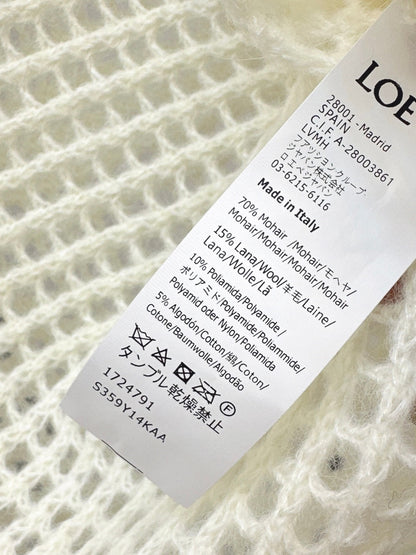 LOE
28001 -Madrid
SPAIN
C.I.F A-28003861
LVMH
ファッショングループ
ジャパン株式会社
ロエベジャパン
03-6215-6116
Made in Italy
70% Mohair /Mohair/モヘヤ/
Mohair/Mohair/Mohair/Mohair
15% Lana/Wool/羊毛/Laine/
Lana/Wolle/Lã
10% Poliamida/Polyamide/
ポリアミド/Polyamide/Poliammide/
Polyamid oder Nylon/Poliamida
5% Algodón/Cotton/綿/Coton/
Cotone/Baumwolle/Algodão
タンブル乾燥禁止
1724791
S359Y14KAA